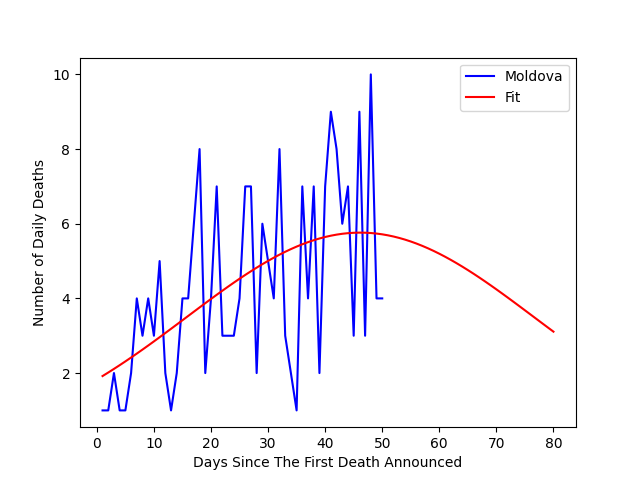 Moldova
Fit
10
8
6
4
2
Number of Daily Deaths
0 10 20 30 40 50 60 70 80
Days Since The First Death Announced